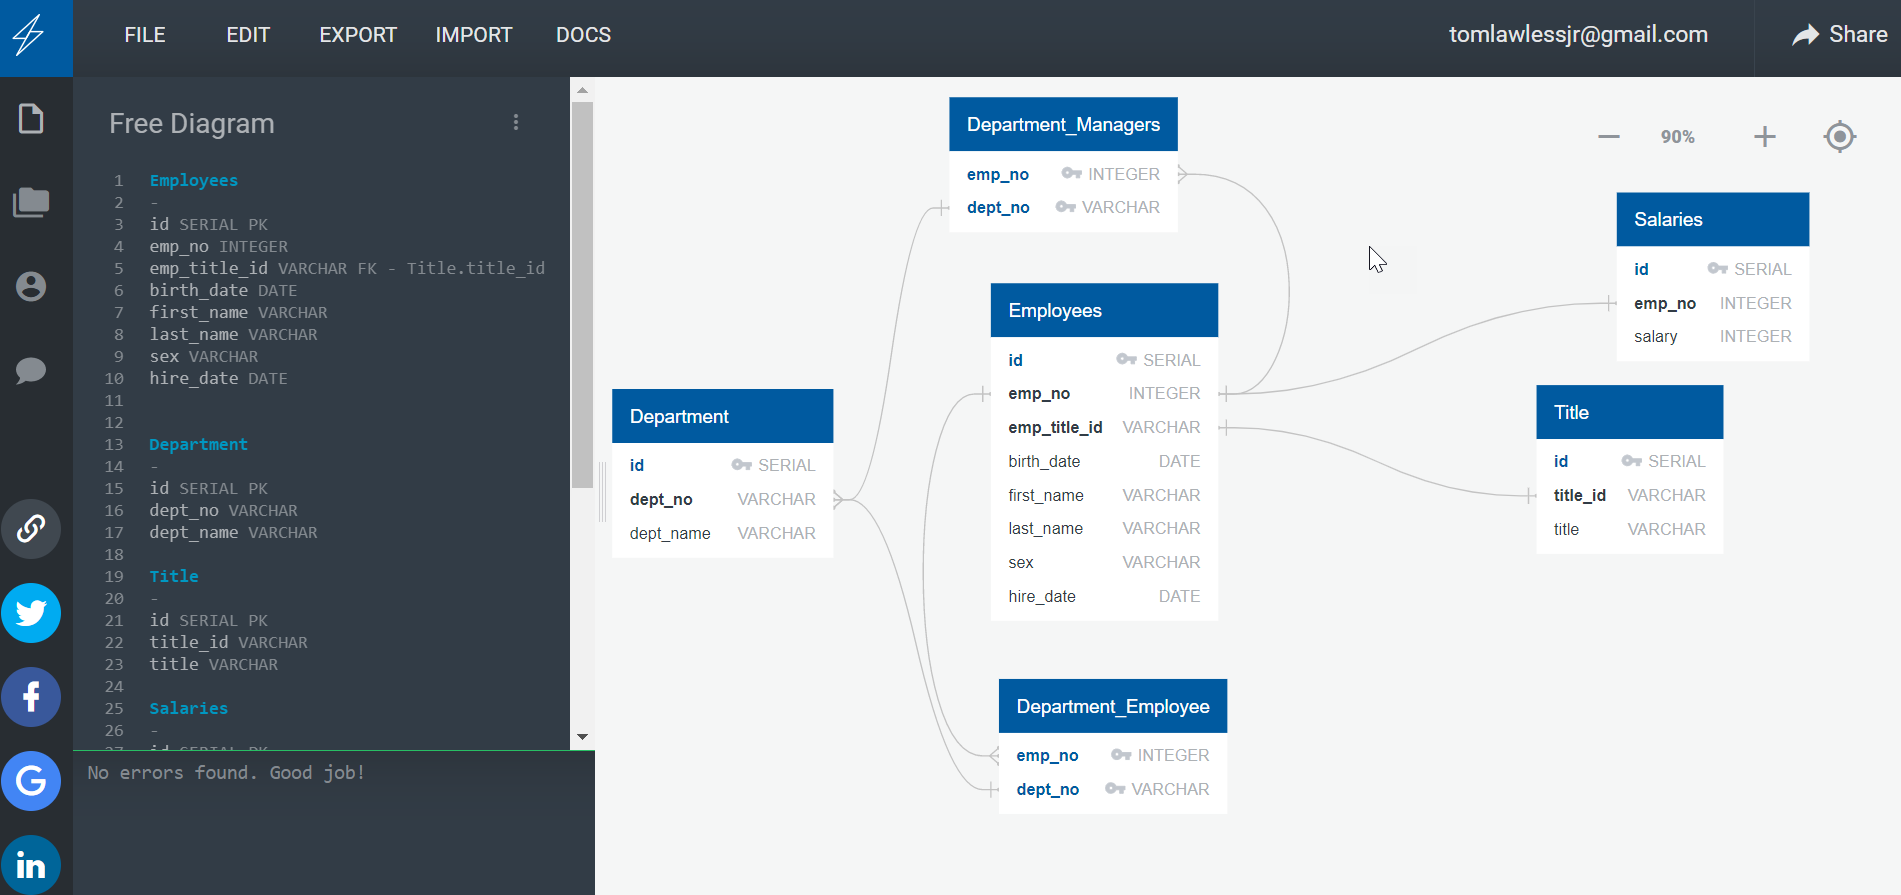 FILE EDIT EXPORT IMPORT DOCS tomlawlessjr@gmail.com Share
Free Diagram
1 Employees
2 -
3 id SERIAL PK
4 emp_no INTEGER
5 emp_title_id VARCHAR FK - Title.title_id
6 birth_date DATE
7 first_name VARCHAR
8 last_name VARCHAR
9 sex VARCHAR
10 hire_date DATE
11
12
13 Department
14 -
15 id SERIAL PK
16 dept_no VARCHAR
17 dept_name VARCHAR
18
19 Title
20 -
21 id SERIAL PK
22 title_id VARCHAR
23 title VARCHAR
24
25 Salaries
26 -
27 id SERIAL PK
No errors found. Good job!
90%
Department_Managers
emp_no INTEGER
dept_no VARCHAR
Salaries
id SERIAL
emp_no INTEGER
salary INTEGER
Employees
id SERIAL
emp_no INTEGER
emp_title_id VARCHAR
birth_date DATE
first_name VARCHAR
last_name VARCHAR
sex VARCHAR
hire_date DATE
Department
id SERIAL
dept_no VARCHAR
dept_name VARCHAR
Title
id SERIAL
title_id VARCHAR
title VARCHAR
Department_Employee
emp_no INTEGER
dept_no VARCHAR